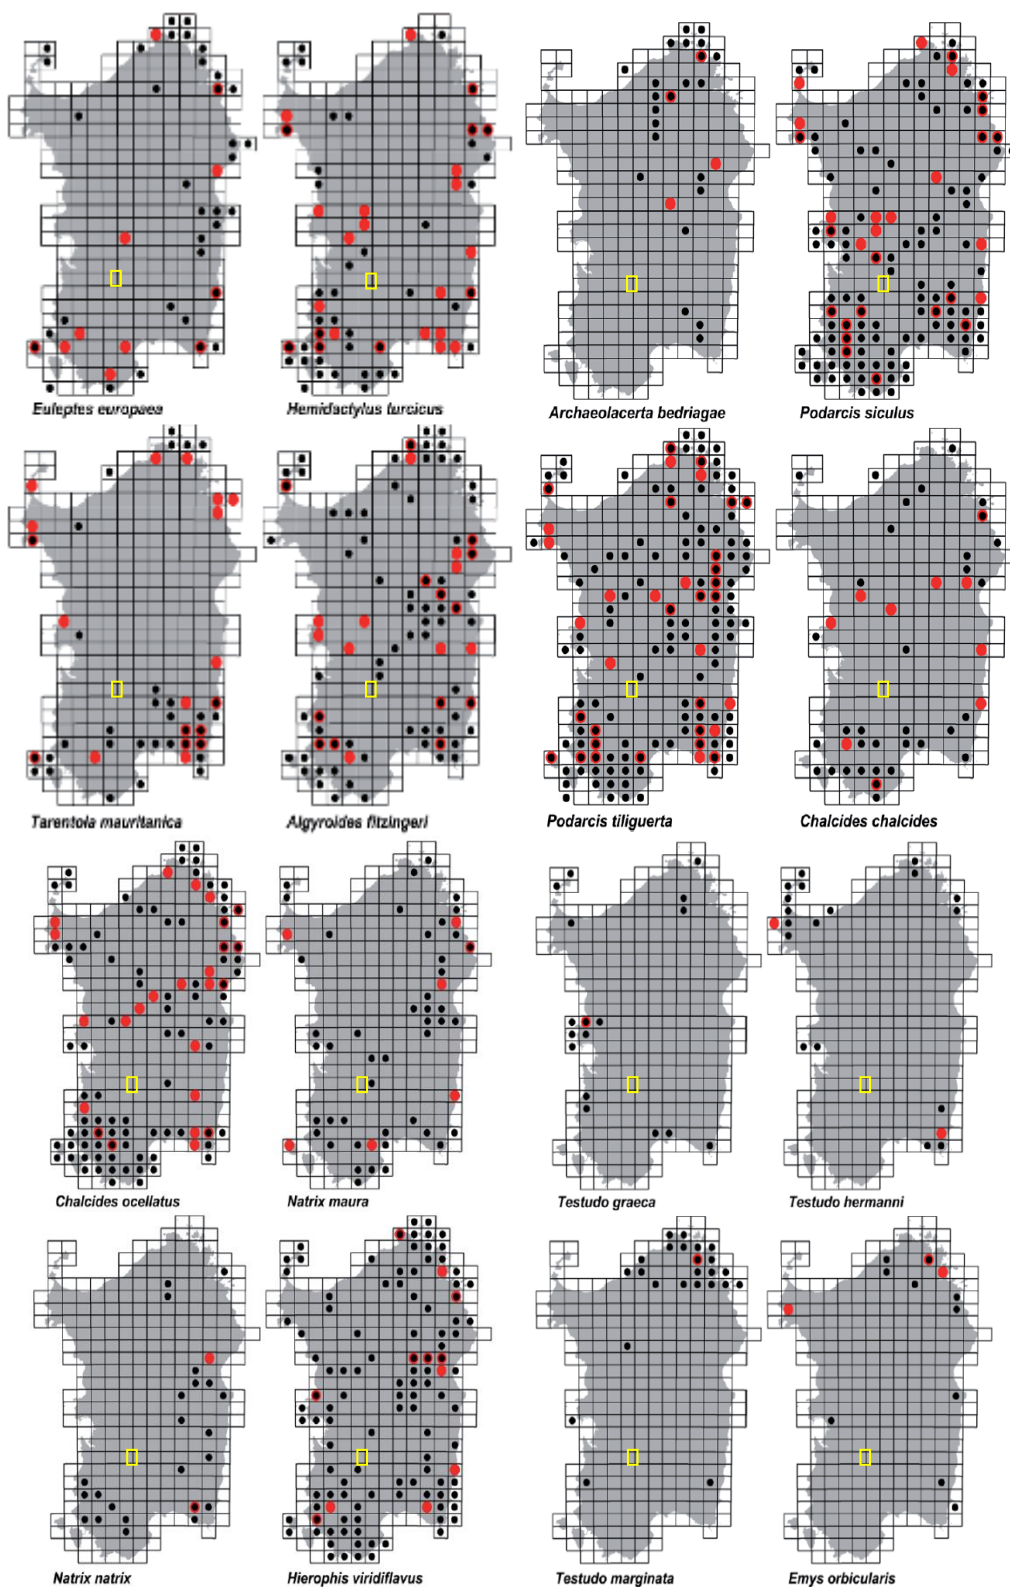 Euleptes europaea
Hemidactylus turcicus
Archaeolacerta bedriagae
Podarcis siculus
Tarentola mauritanica
Algyroides fitzingeri
Podarcis tiliguerta
Chalcides chalcides
Chalcides ocellatus
Natrix maura
Testudo graeca
Testudo hermanni
Natrix natrix
Hierophis viridiflavus
Testudo marginata
Emys orbicularis